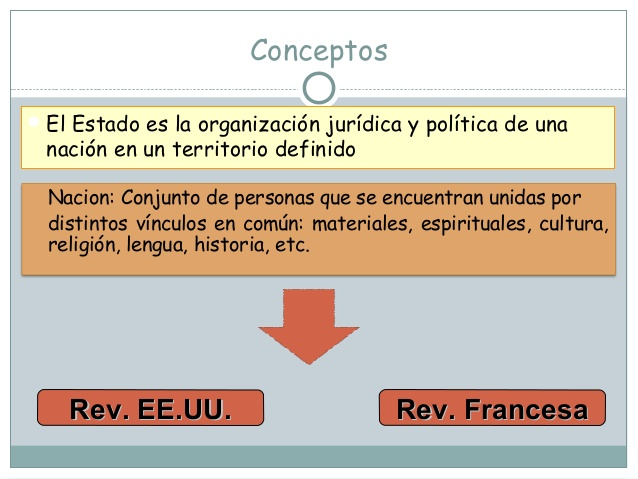 Conceptos
El Estado es la organización jurídica y política de una
nación en un territorio definido
Nacion: Conjunto de personas que se encuentran unidas por
distintos vínculos en común: materiales, espirituales, cultura,
religión, lengua, historia, etc.
Rev. EE.UU.
Rev. Francesa